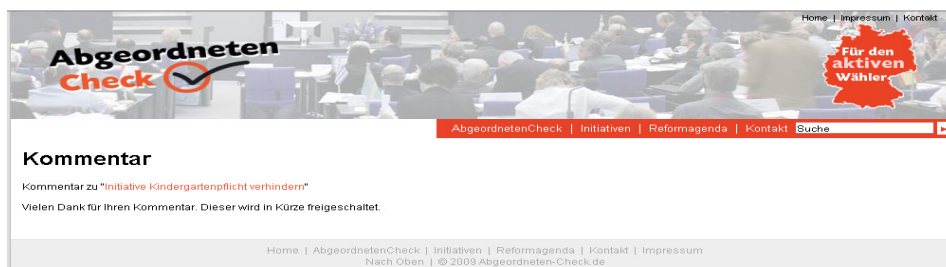 Home | Impressum | Kontakt
Abgeordneten
Check
Für den
aktiven
Wähler
AbgeordnetenCheck | Initiativen | Reformagenda | Kontakt Suche
Kommentar
Kommentar zu "Initiative Kindergartenpflicht verhindern"
Vielen Dank für Ihren Kommentar. Dieser wird in Kürze freigeschaltet.
Home | AbgeordnetenCheck | Initiativen | Reformagenda | Kontakt | Impressum
Nach Oben | © 2009 Abgeordneten-Check.de